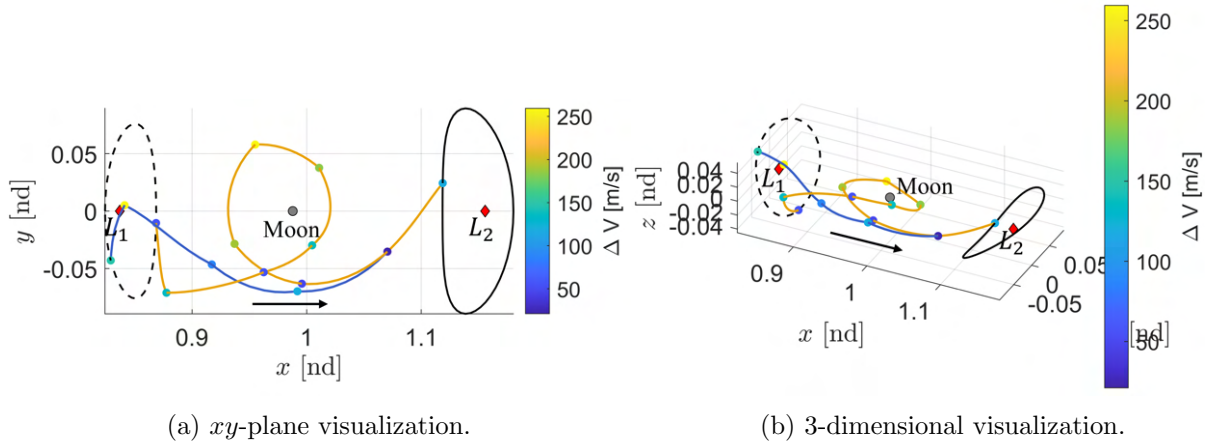 0.05
0
-0.05
y [nd]
L1
Moon
L2
0.9
1
1.1
x [nd]
250
200
150
100
50
Δ V [m/s]
0.04
0.02
0
-0.02
-0.04
z [nd]
L1
Moon
L2
0.9
1
1.1
x [nd]
0.05
0
-0.05
[nd]
250
200
150
100
50
Δ V [m/s]
(a) xy-plane visualization.
(b) 3-dimensional visualization.